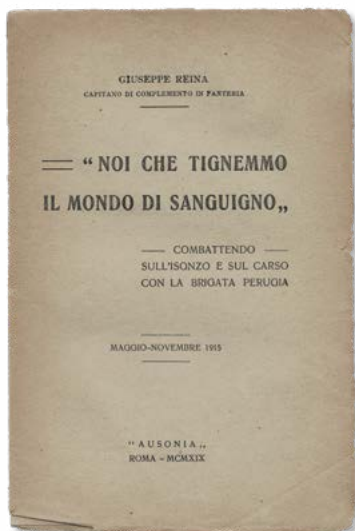 GIUSEPPE REINA
CAPITANO DI COMPLEMENTO IN FANTERIA
“NOI CHE TIGNEMMO
IL MONDO DI SANGUIGNO„
COMBATTENDO
SULL'ISONZO E SUL CARSO
CON LA BRIGATA PERUGIA
MAGGIO-NOVEMBRE 1915
“AUSONIA„
ROMA - MCMXIX